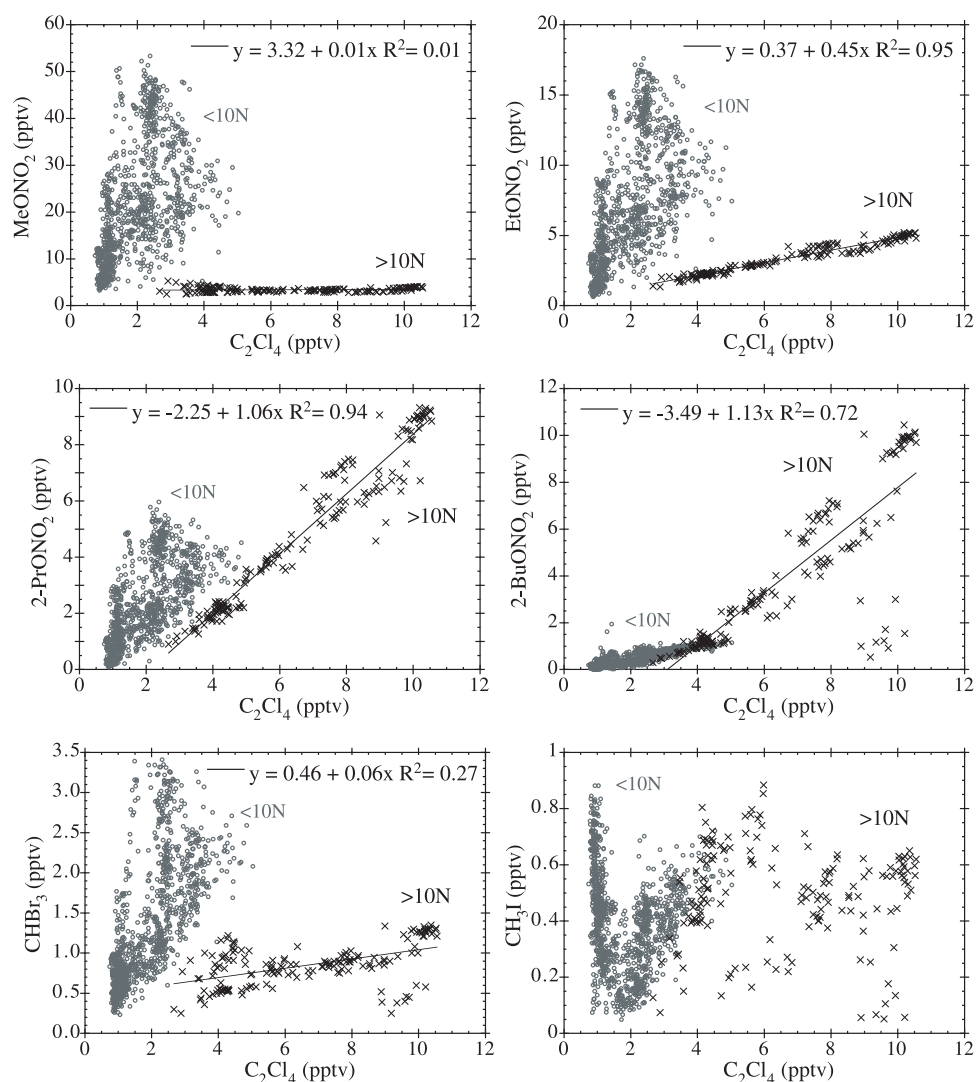 y = 3.32 + 0.01x R²= 0.01
<10N
>10N
MeONO₂ (pptv)
60
50
40
30
20
10
0
0 2 4 6 8 10 12
C₂Cl₄ (pptv)
y = 0.37 + 0.45x R²= 0.95
<10N
>10N
EtONO₂ (pptv)
20
15
10
5
0
0 2 4 6 8 10 12
C₂Cl₄ (pptv)
y = -2.25 + 1.06x R²= 0.94
<10N
>10N
2-PrONO₂ (pptv)
10
8
6
4
2
0
0 2 4 6 8 10 12
C₂Cl₄ (pptv)
y = -3.49 + 1.13x R²= 0.72
>10N
<10N
2-BuONO₂ (pptv)
12
10
8
6
4
2
0
0 2 4 6 8 10 12
C₂Cl₄ (pptv)
y = 0.46 + 0.06x R²= 0.27
<10N
>10N
CHBr₃ (pptv)
3.5
3.0
2.5
2.0
1.5
1.0
0.5
0.0
0 2 4 6 8 10 12
C₂Cl₄ (pptv)
<10N
>10N
CH₃I (pptv)
1
0.8
0.6
0.4
0.2
0
0 2 4 6 8 10 12
C₂Cl₄ (pptv)